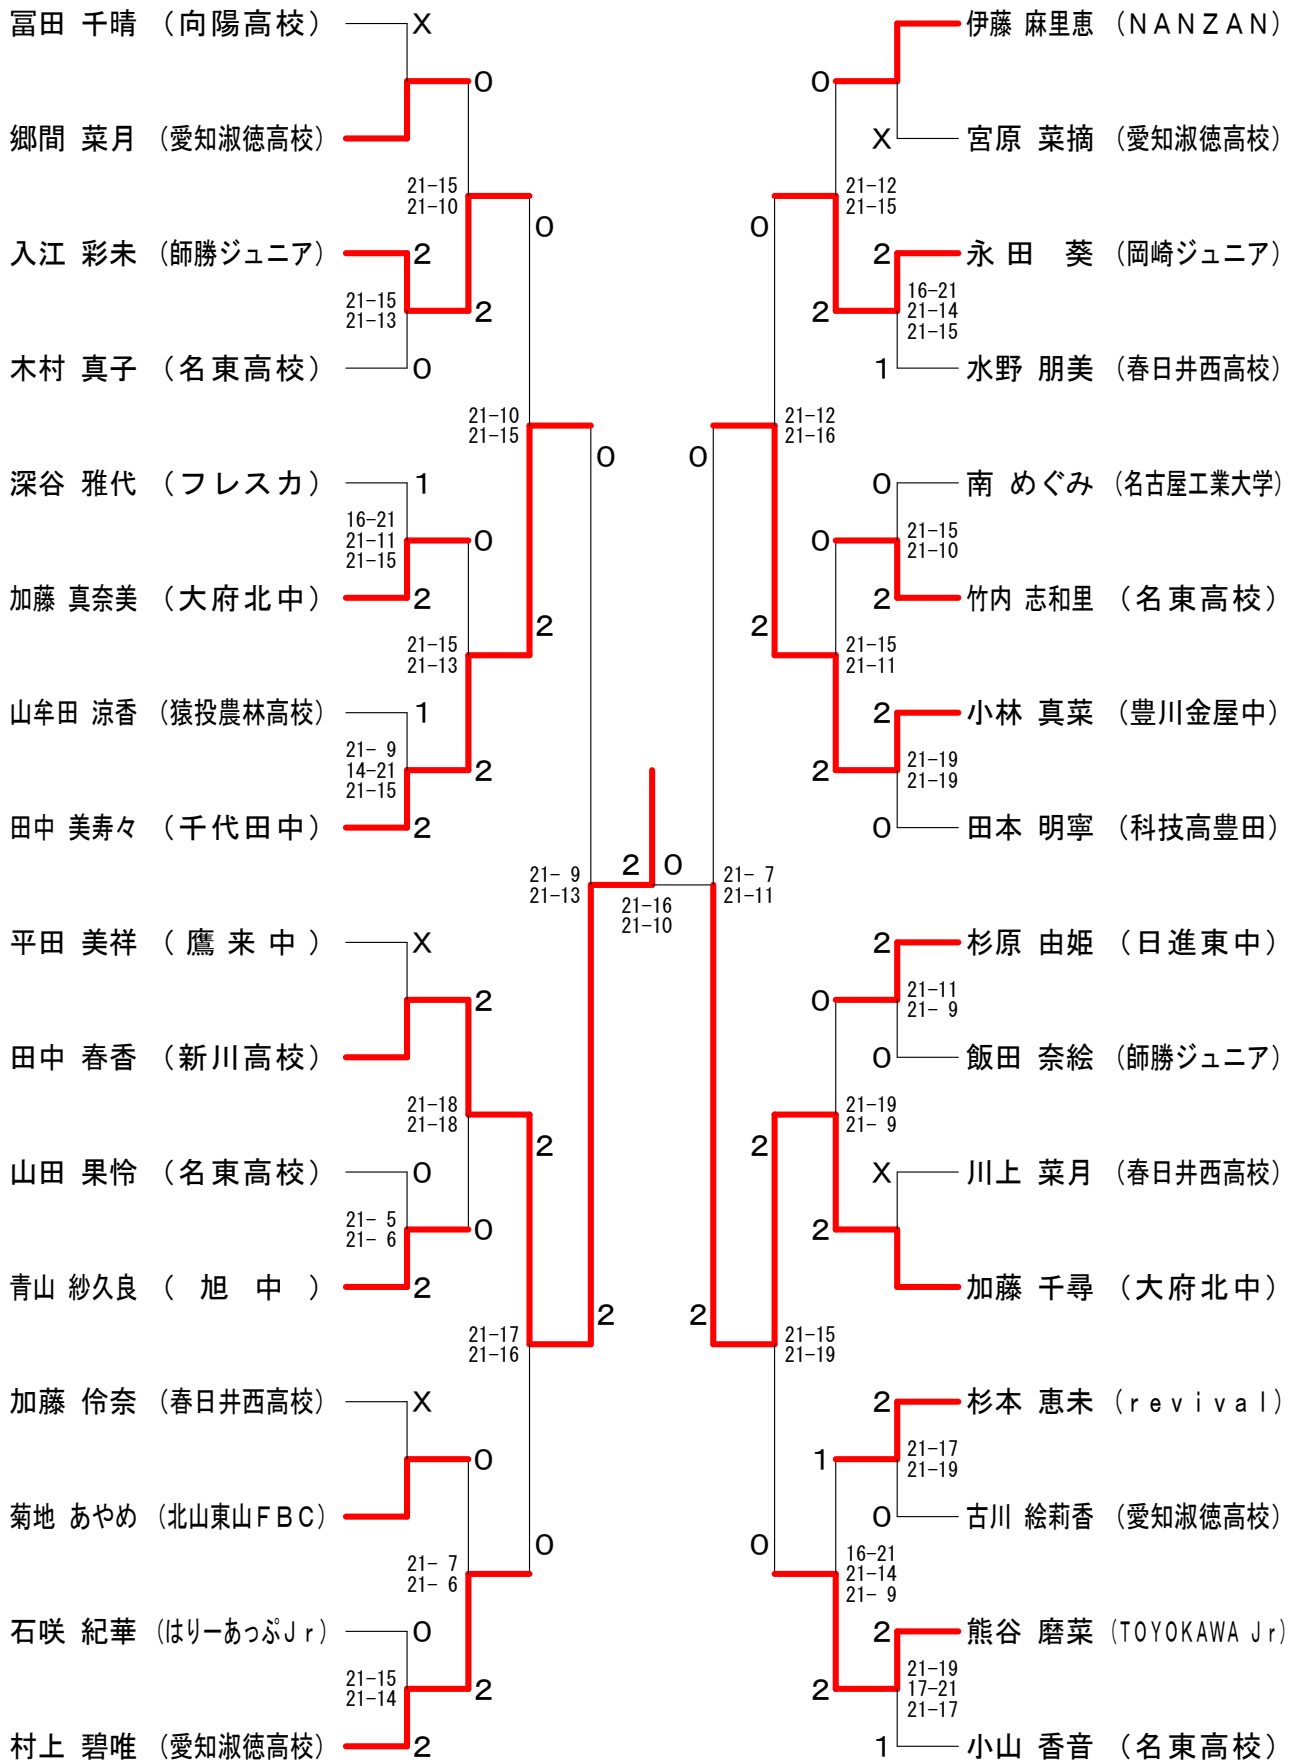 冨田 千晴 (向陽高校) X
0
郷間 菜月 (愛知淑徳高校)
21-15
21-10
0
入江 彩未 (師勝ジュニア) 2
21-15
21-13
2
木村 真子 (名東高校) 0
21-10
21-15
0
深谷 雅代 (フレスカ) 1
16-21
21-11
21-15
0
加藤 真奈美 (大府北中) 2
21-15
21-13
2
山牟田 涼香 (猿投農林高校) 1
21- 9
14-21
21-15
2
田中 美寿々 (千代田中) 2
21- 9
21-13
平田 美祥 (鷹来中) X
2
田中 春香 (新川高校)
21-18
21-18
2
山田 果怜 (名東高校) 0
21- 5
21- 6
0
青山 紗久良 (旭中) 2
21-17
21-16
2
加藤 伶奈 (春日井西高校) X
0
菊地 あやめ (北山東山FBC)
21- 7
21- 6
0
石咲 紀華 (はりーあっぷJr) 0
21-15
21-14
2
村上 碧唯 (愛知淑徳高校) 2
2 0
21-16
21-10
伊藤 麻里恵 (NANZAN)
0
X 宮原 菜摘 (愛知淑徳高校)
21-12
21-15
0
2 永田 葵 (岡崎ジュニア)
16-21
21-14
21-15
2
1 水野 朋美 (春日井西高校)
21-12
21-16
0
0 南 めぐみ (名古屋工業大学)
21-15
21-10
0
2 竹内 志和里 (名東高校)
21-15
21-11
2
2 小林 真菜 (豊川金屋中)
21-19
21-19
2
0 田本 明寧 (科技高豊田)
21- 7
21-11
2 杉原 由姫 (日進東中)
21-11
21- 9
0
0 飯田 奈絵 (師勝ジュニア)
21-19
21- 9
2
X 川上 菜月 (春日井西高校)
2
加藤 千尋 (大府北中)
21-15
21-19
2
2 杉本 恵未 (revival)
21-17
21-19
1
0 古川 絵莉香 (愛知淑徳高校)
16-21
21-14
21- 9
0
2 熊谷 磨菜 (TOYOKAWA Jr)
21-19
17-21
21-17
2
1 小山 香音 (名東高校)